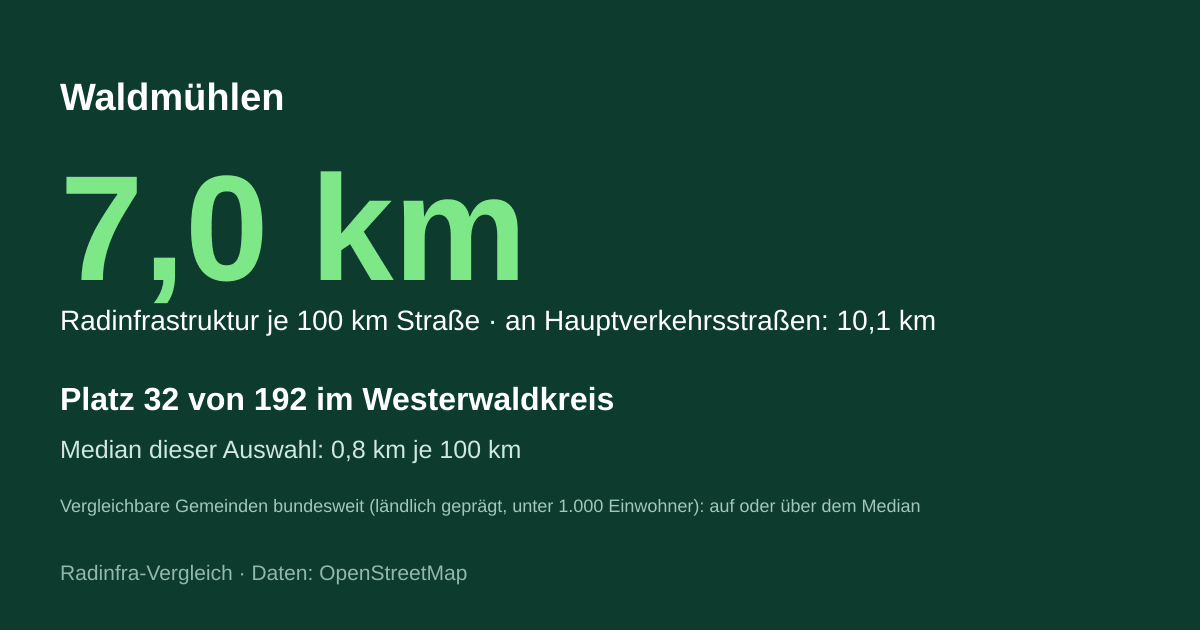 Waldmühlen
7,0 km
Radinfrastruktur je 100 km Straße · an Hauptverkehrsstraßen: 10,1 km
Platz 32 von 192 im Westerwaldkreis
Median dieser Auswahl: 0,8 km je 100 km
Vergleichbare Gemeinden bundesweit (ländlich geprägt, unter 1.000 Einwohner): auf oder über dem Median
Radinfra-Vergleich · Daten: OpenStreetMap